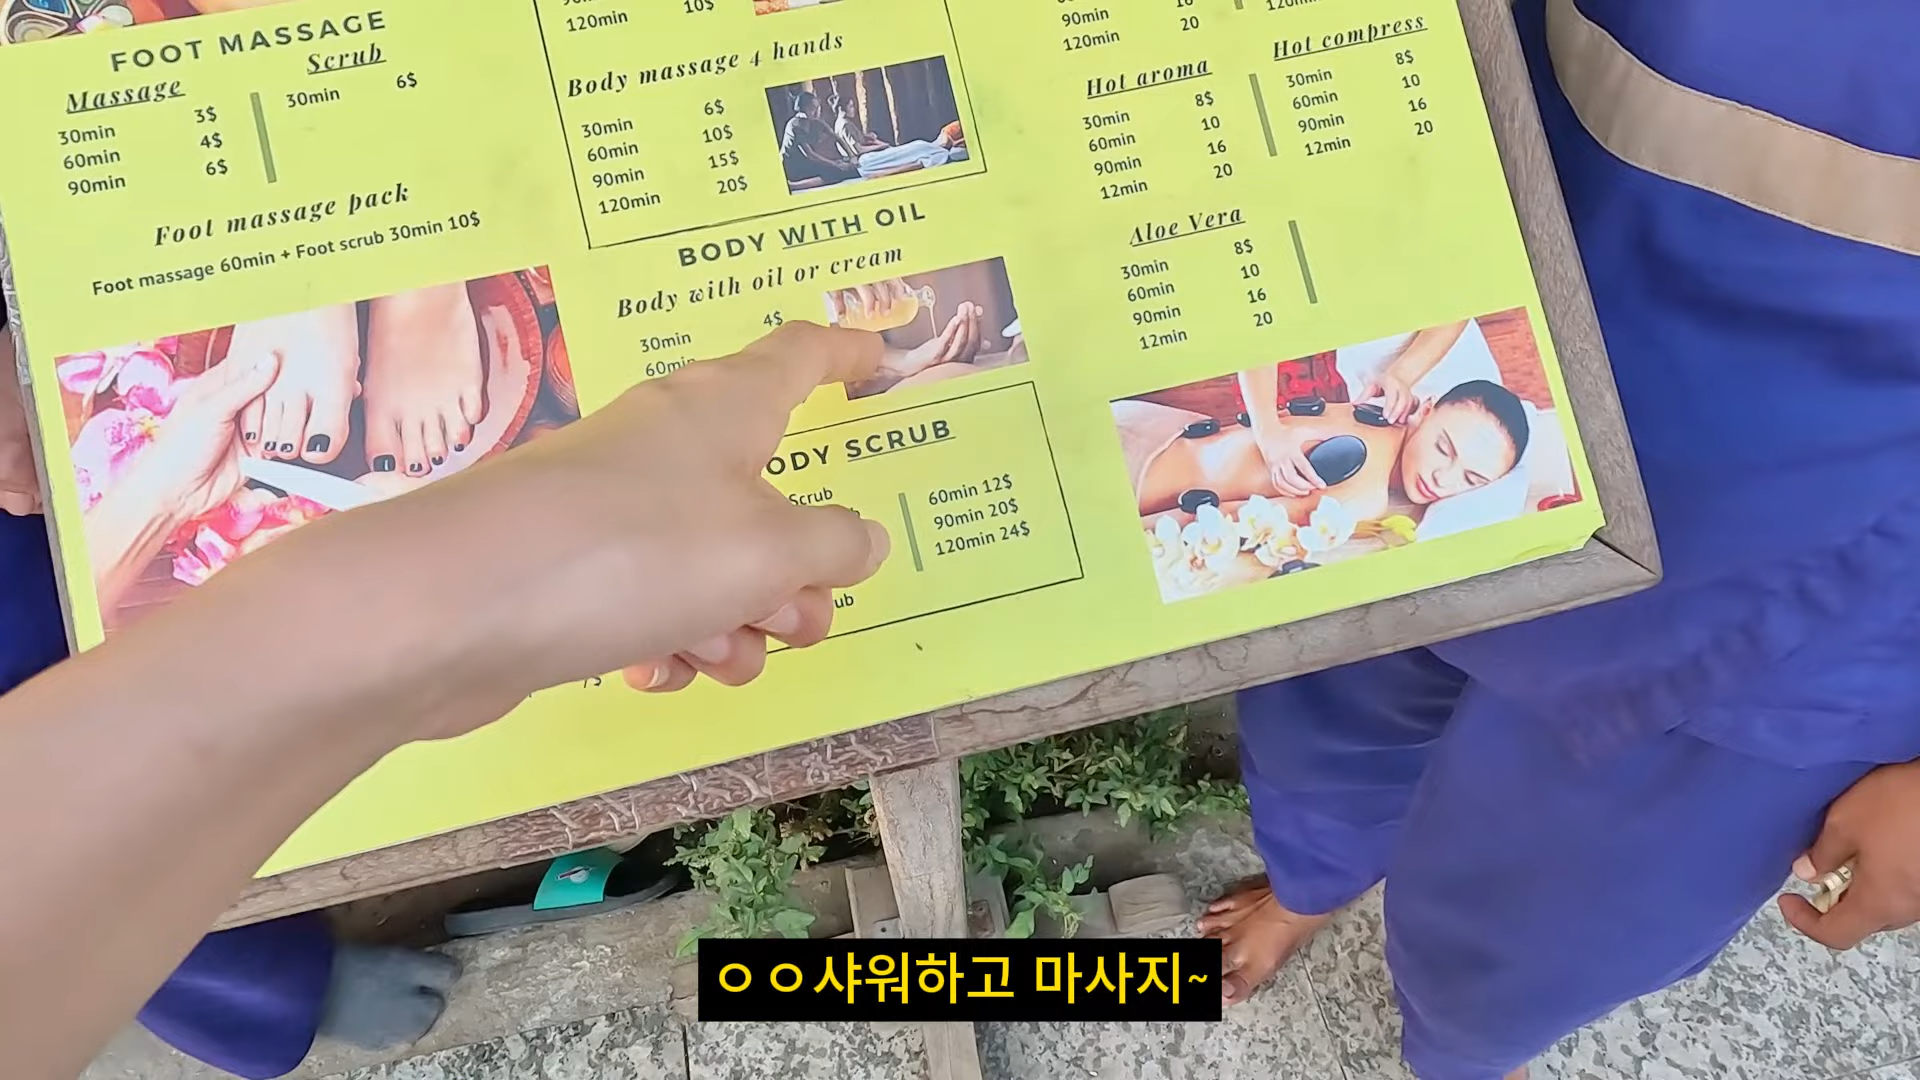 FOOT MASSAGE
Massage
30min 3$
60min 4$
90min 6$
Scrub
30min 6$
Foot massage pack
Foot massage 60min + Foot scrub 30min 10$
120min 10$
Body massage 4 hands
30min 6$
60min 10$
90min 15$
120min 20$
BODY WITH OIL
Body with oil or cream
30min 4$
60min
ODY SCRUB
Scrub
60min 12$
90min 20$
120min 24$
ub
7$
90min 16
120min 20
Hot aroma
30min 8$
60min 10
90min 16
12min 20
Hot compress
30min 8$
60min 10
90min 16
12min 20
Aloe Vera
30min 8$
60min 10
90min 16
12min 20
ㅇㅇ샤워하고 마사지~